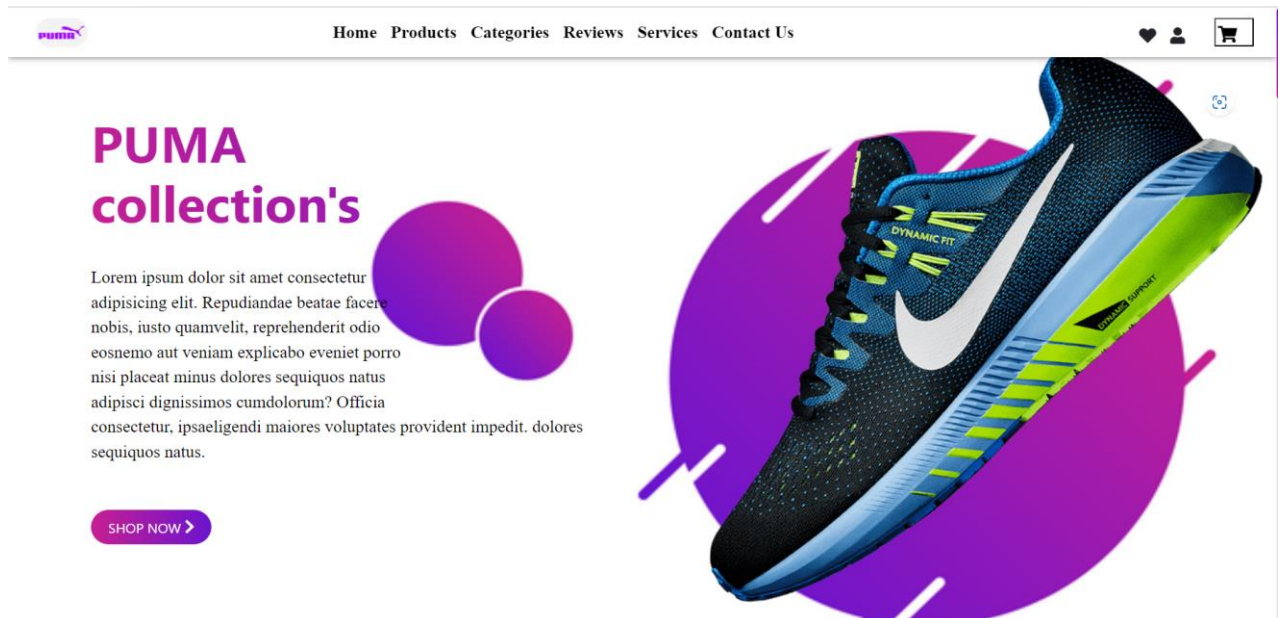 PUMA
Home Products Categories Reviews Services Contact Us
PUMA
collection's
Lorem ipsum dolor sit amet consectetur
adipisicing elit. Repudiandae beatae facere
nobis, iusto quamvelit, reprehenderit odio
eosnemo aut veniam explicabo eveniet porro
nisi placeat minus dolores sequiquos natus
adipisci dignissimos cumdolorum? Officia
consectetur, ipsaeligendi maiores voluptates provident impedit. dolores
sequiquos natus.
SHOP NOW
DYNAMIC FIT
DYNAMIC SUPPORT